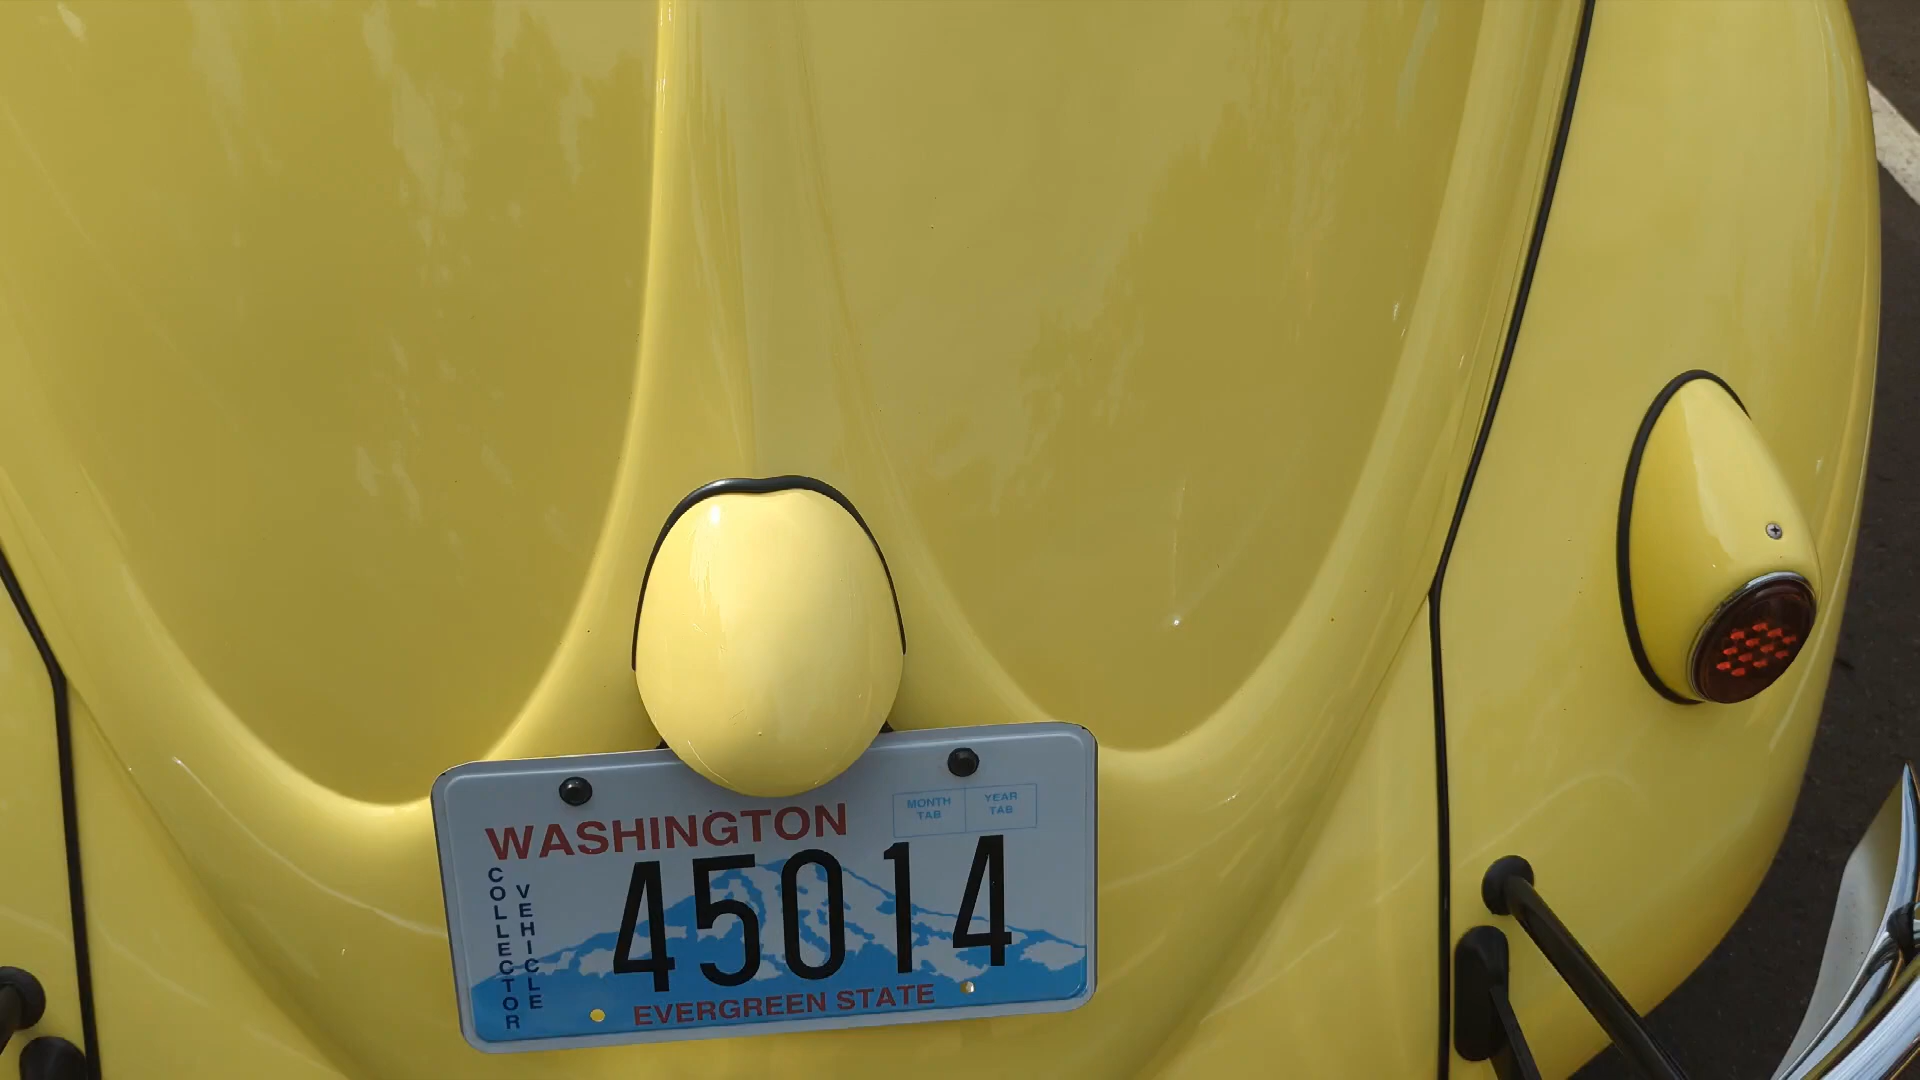 WASHINGTON
MONTH TAB
YEAR TAB
COLLECTOR
VEHICLE
45014
EVERGREEN STATE